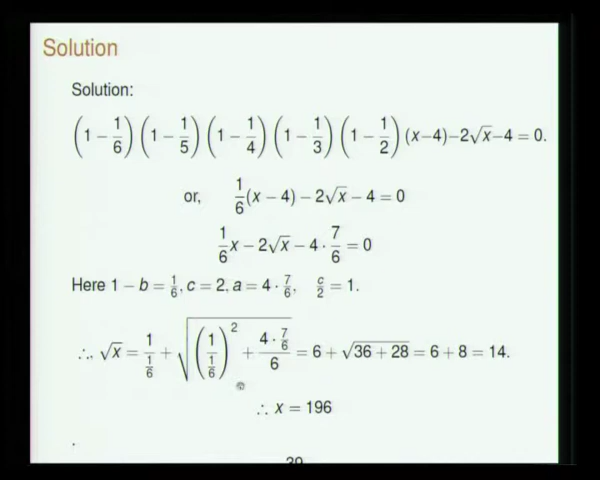 Solution
Solution:
(1 − 1/6)(1 − 1/5)(1 − 1/4)(1 − 1/3)(1 − 1/2)(x−4)−2√x−4 = 0.
or, 1/6(x − 4) − 2√x − 4 = 0
1/6x − 2√x − 4 · 7/6 = 0
Here 1 − b = 1/6, c = 2, a = 4 · 7/6, c/2 = 1.
∴ √x = 1/(1/6) + √((1/(1/6))² + (4 · 7/6)/6) = 6 + √(36 + 28) = 6 + 8 = 14.
∴ x = 196
.